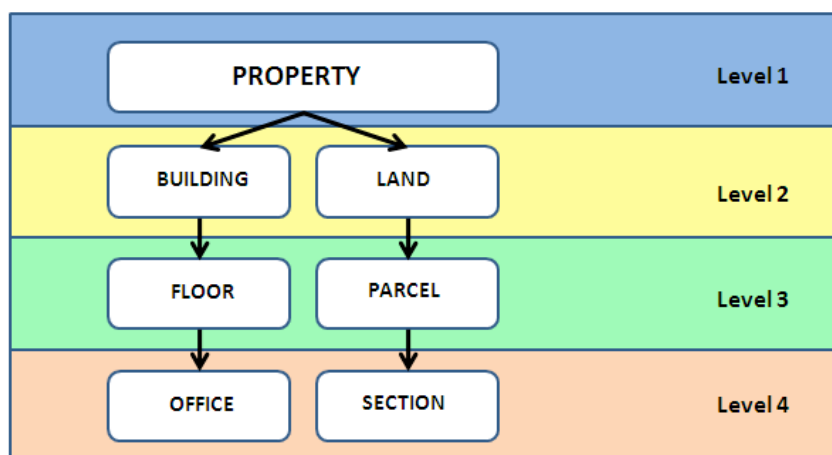 PROPERTY
Level 1
BUILDING
LAND
Level 2
FLOOR
PARCEL
Level 3
OFFICE
SECTION
Level 4